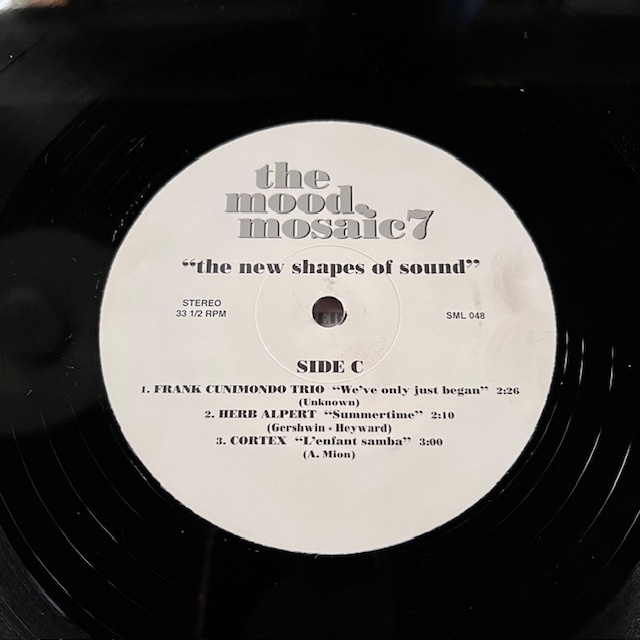 the
mood
mosaic7
“the new shapes of sound”
STEREO
33 1/2 RPM
SML 048
SIDE C
1. FRANK CUNIMONDO TRIO “We've only just began” 2:26
(Unknown)
2. HERB ALPERT “Summertime” 2:10
(Gershwin - Heyward)
3. CORTEX “L'enfant samba” 3:00
(A. Mion)